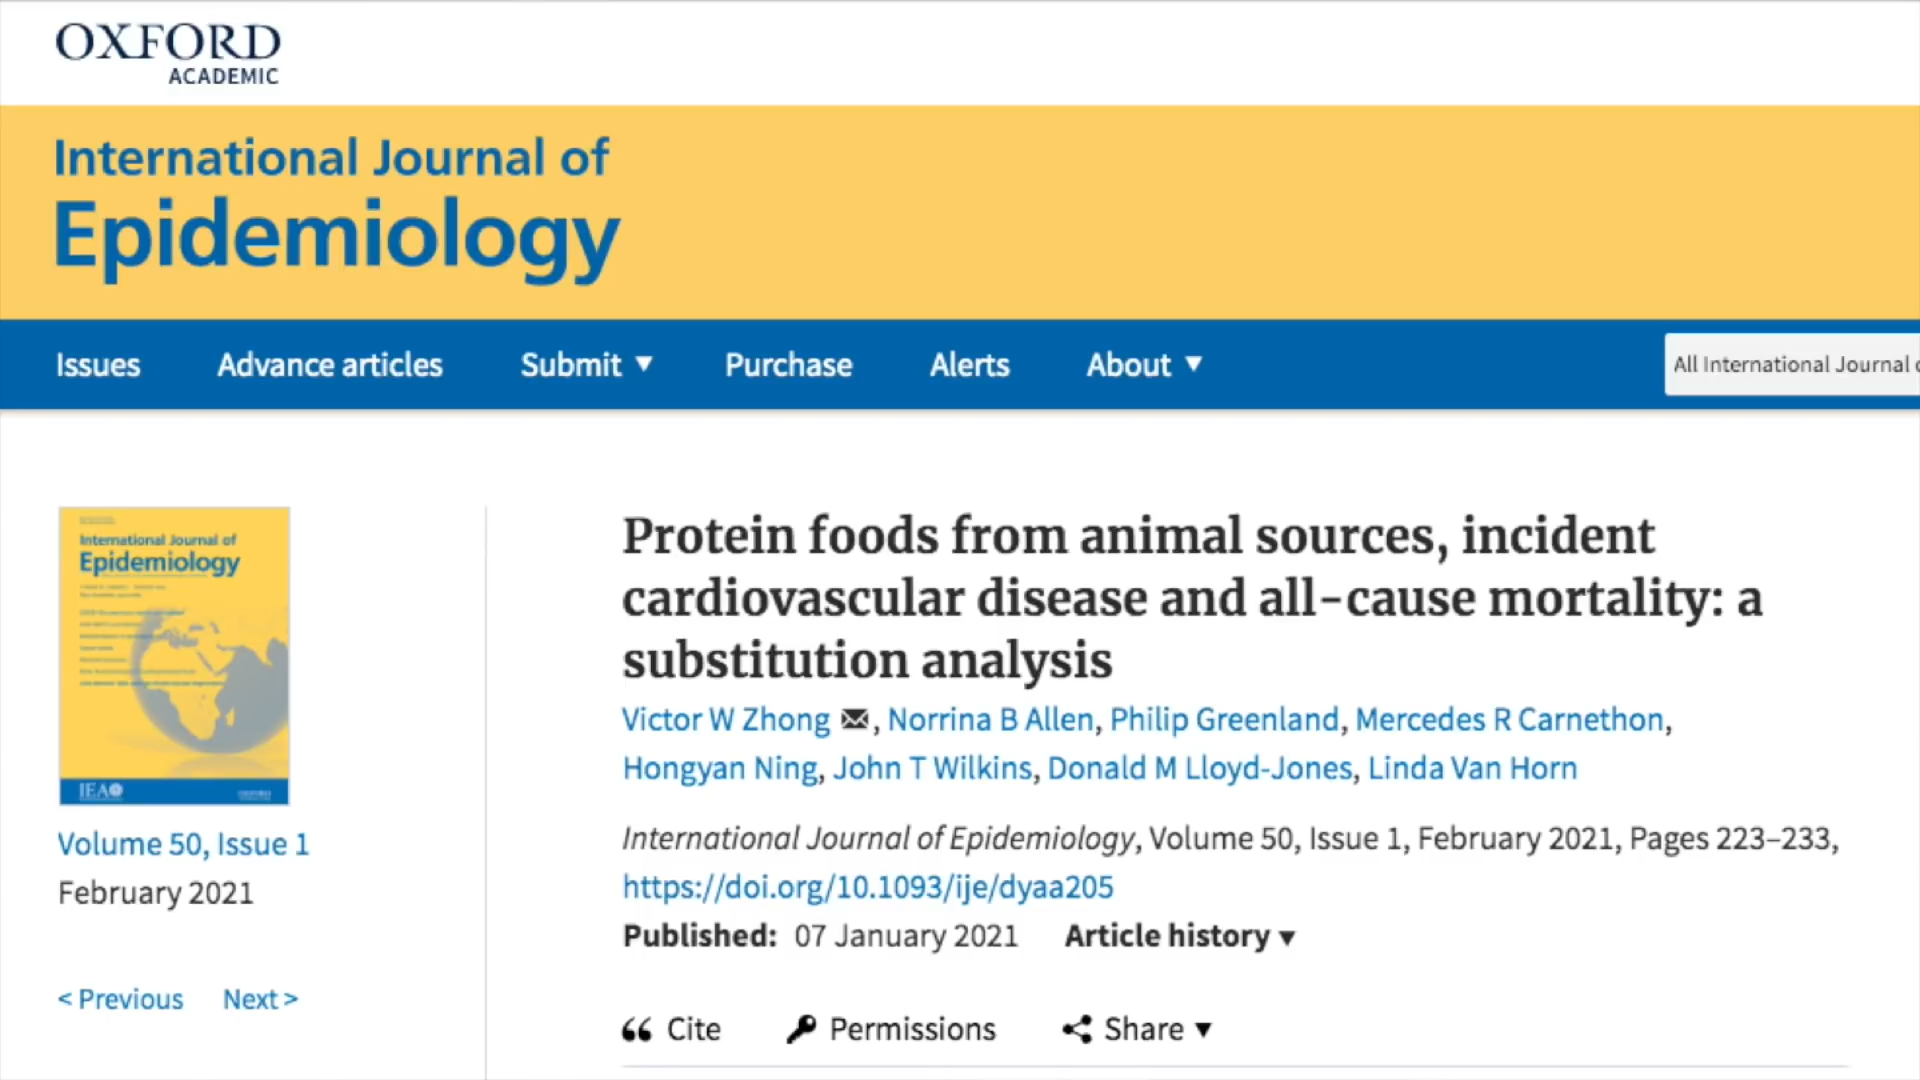 OXFORD
ACADEMIC
International Journal of
Epidemiology
Issues
Advance articles
Submit ▼
Purchase
Alerts
About ▼
All International Journal
International Journal of
Epidemiology
IEA
Volume 50, Issue 1
February 2021
< Previous
Next >
Protein foods from animal sources, incident
cardiovascular disease and all-cause mortality: a
substitution analysis
Victor W Zhong, Norrina B Allen, Philip Greenland, Mercedes R Carnethon,
Hongyan Ning, John T Wilkins, Donald M Lloyd-Jones, Linda Van Horn
International Journal of Epidemiology, Volume 50, Issue 1, February 2021, Pages 223–233,
https://doi.org/10.1093/ije/dyaa205
Published: 07 January 2021 Article history ▼
Cite
Permissions
Share ▼